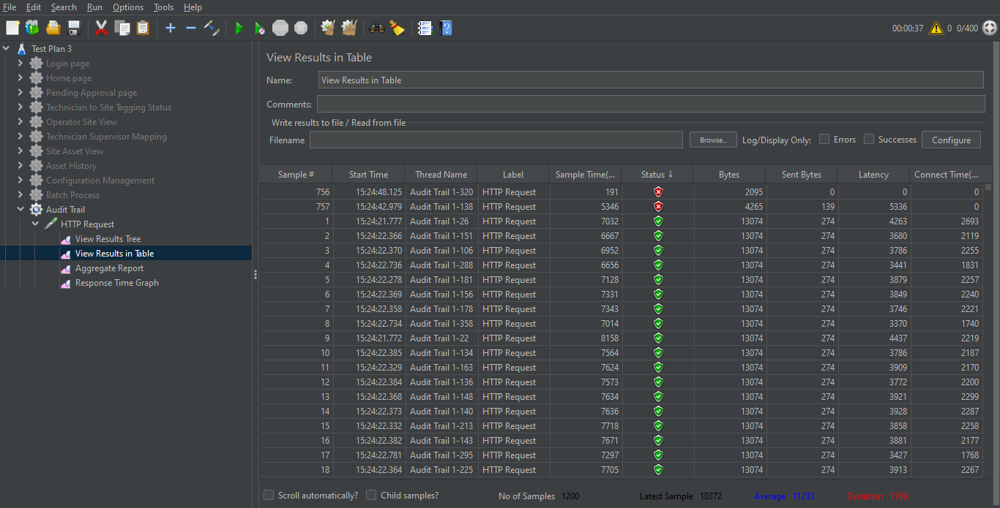 File Edit Search Run Options Tools Help
00:00:37 0 0/400
Test Plan 3
Login page
Home page
Pending Approval page
Technician to Site Tagging Status
Operator Site View
Technician Supervisor Mapping
Site Asset View
Asset History
Configuration Management
Batch Process
Audit Trail
HTTP Request
View Results Tree
View Results in Table
Aggregate Report
Response Time Graph
View Results in Table
Name: View Results in Table
Comments:
Write results to file / Read from file
Filename Browse... Log/Display Only: Errors Successes Configure
Sample # Start Time Thread Name Label Sample Time(... Status ↓ Bytes Sent Bytes Latency Connect Time(...
756 15:24:48.125 Audit Trail 1-320 HTTP Request 191 2095 0 0 0
757 15:24:42.979 Audit Trail 1-138 HTTP Request 5346 4265 139 5336 0
1 15:24:21.777 Audit Trail 1-26 HTTP Request 7032 13074 274 4263 2693
2 15:24:22.366 Audit Trail 1-151 HTTP Request 6667 13074 274 3680 2119
3 15:24:22.370 Audit Trail 1-106 HTTP Request 6952 13074 274 3786 2255
4 15:24:22.736 Audit Trail 1-288 HTTP Request 6656 13074 274 3441 1831
5 15:24:22.278 Audit Trail 1-181 HTTP Request 7128 13074 274 3879 2257
6 15:24:22.369 Audit Trail 1-156 HTTP Request 7331 13074 274 3849 2240
7 15:24:22.358 Audit Trail 1-178 HTTP Request 7343 13074 274 3746 2221
8 15:24:22.734 Audit Trail 1-358 HTTP Request 7014 13074 274 3370 1740
9 15:24:21.772 Audit Trail 1-22 HTTP Request 8158 13074 274 4437 2219
10 15:24:22.385 Audit Trail 1-134 HTTP Request 7564 13074 274 3786 2187
11 15:24:22.329 Audit Trail 1-163 HTTP Request 7624 13074 274 3909 2170
12 15:24:22.384 Audit Trail 1-136 HTTP Request 7573 13074 274 3772 2200
13 15:24:22.368 Audit Trail 1-148 HTTP Request 7634 13074 274 3921 2299
14 15:24:22.373 Audit Trail 1-140 HTTP Request 7636 13074 274 3928 2287
15 15:24:22.332 Audit Trail 1-213 HTTP Request 7718 13074 274 3858 2258
16 15:24:22.382 Audit Trail 1-143 HTTP Request 7671 13074 274 3881 2177
17 15:24:22.781 Audit Trail 1-295 HTTP Request 7297 13074 274 3427 1768
18 15:24:22.364 Audit Trail 1-225 HTTP Request 7705 13074 274 3913 2267
Scroll automatically? Child samples? No of Samples 1200 Latest Sample 10372 Average 11233 Deviation 1766